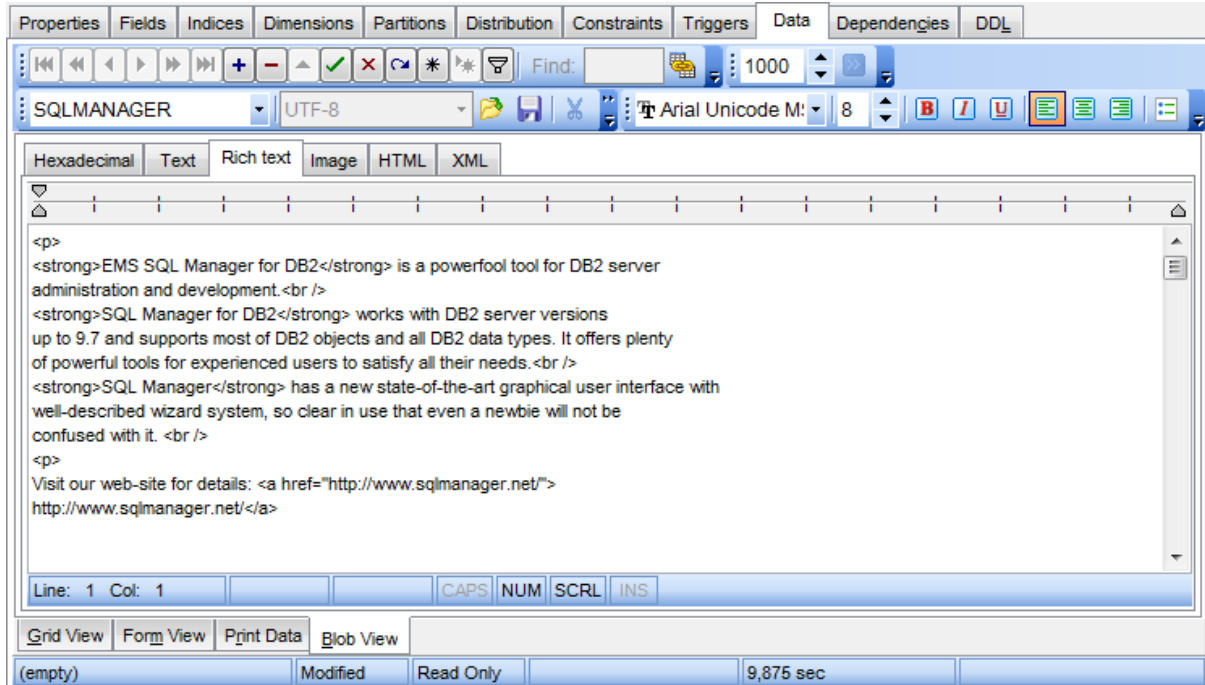 Properties Fields Indices Dimensions Partitions Distribution Constraints Triggers Data Dependencies DDL
Find: 1000
SQLMANAGER UTF-8 Arial Unicode M: 8 B I U
Hexadecimal Text Rich text Image HTML XML
<p>
<strong>EMS SQL Manager for DB2</strong> is a powerfool tool for DB2 server
administration and development.<br />
<strong>SQL Manager for DB2</strong> works with DB2 server versions
up to 9.7 and supports most of DB2 objects and all DB2 data types. It offers plenty
of powerful tools for experienced users to satisfy all their needs.<br />
<strong>SQL Manager</strong> has a new state-of-the-art graphical user interface with
well-described wizard system, so clear in use that even a newbie will not be
confused with it. <br />
<p>
Visit our web-site for details: <a href="http://www.sqlmanager.net/">
http://www.sqlmanager.net/</a>
Line: 1 Col: 1 CAPS NUM SCRL INS
Grid View Form View Print Data Blob View
(empty) Modified Read Only 9,875 sec